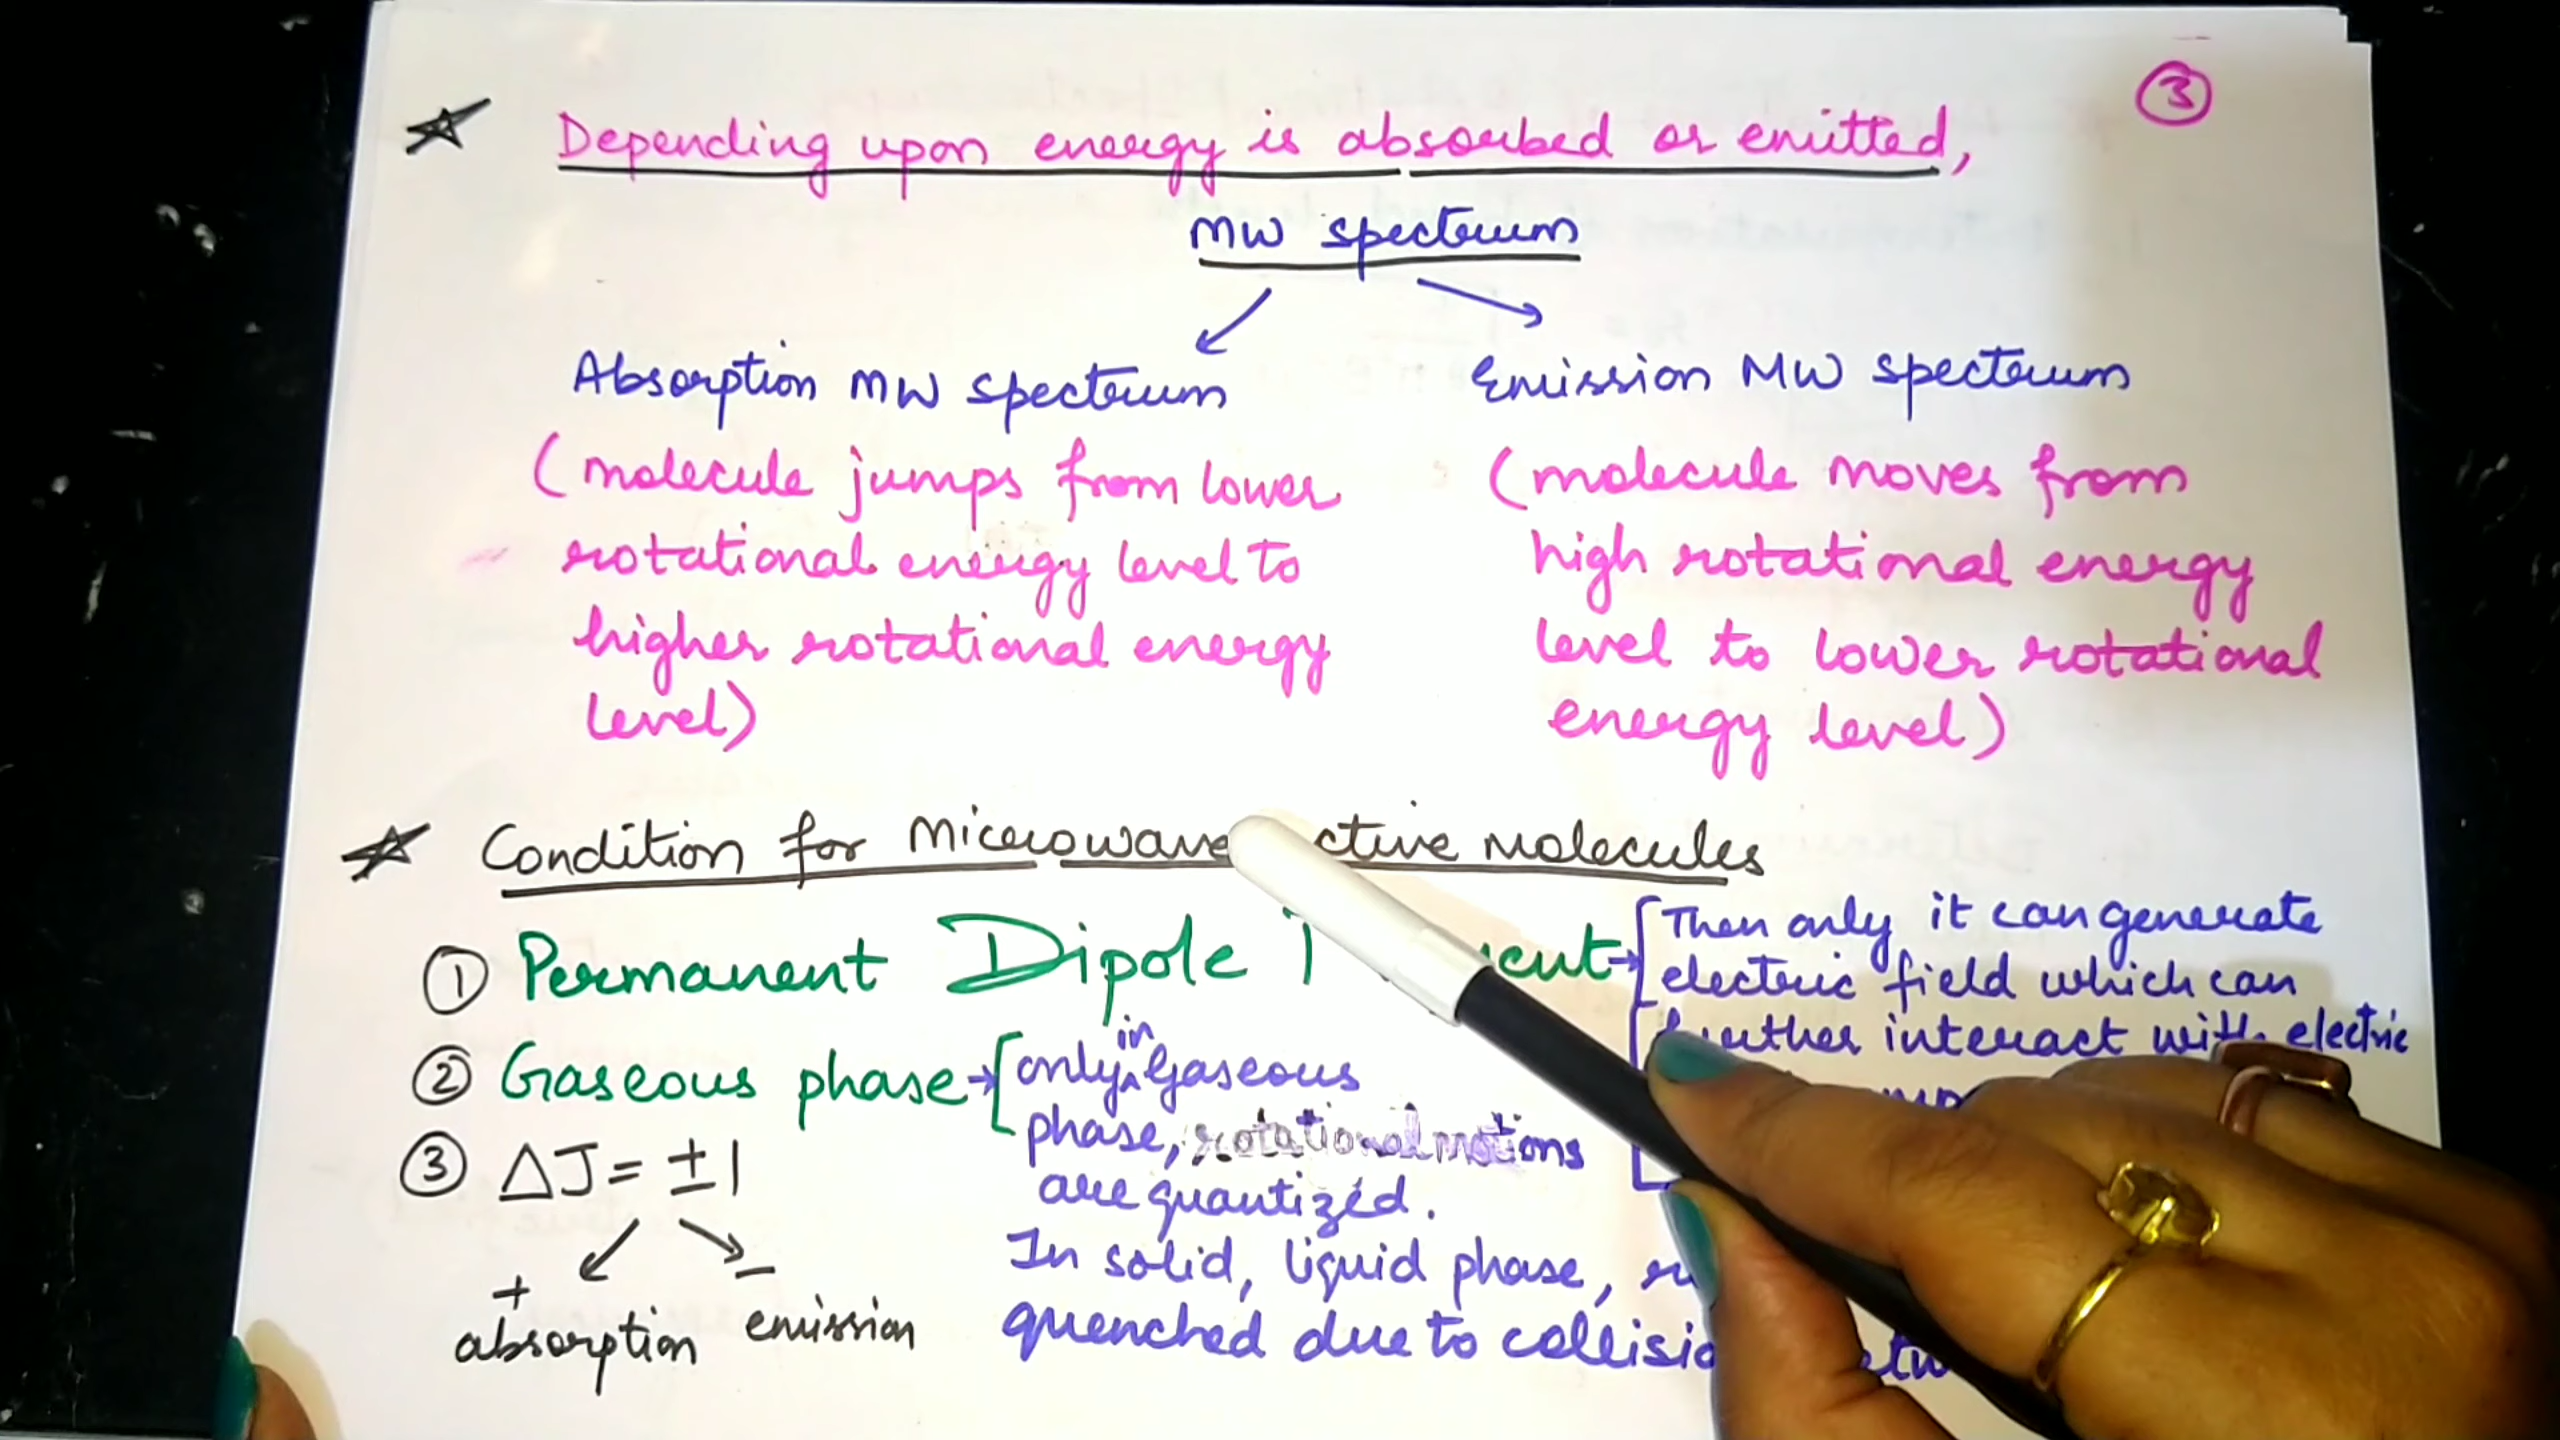 3
Depending upon energy is absorbed or emitted,
MW spectrum
Absorption MW spectrum
(molecule jumps from lower
rotational energy level to
higher rotational energy
level)
Emission MW spectrum
(molecule moves from
high rotational energy
level to lower rotational
energy level)
Condition for Microwave ctive molecules
① Permanent Dipole
Then only it can generate
electric field which can
further interact with electric
② Gaseous phase → [only in Gaseous
phase, rotational motions
are quantized.
In solid, liquid phase,
quenched due to
③ ΔJ = ±1
+ −
absorption emission